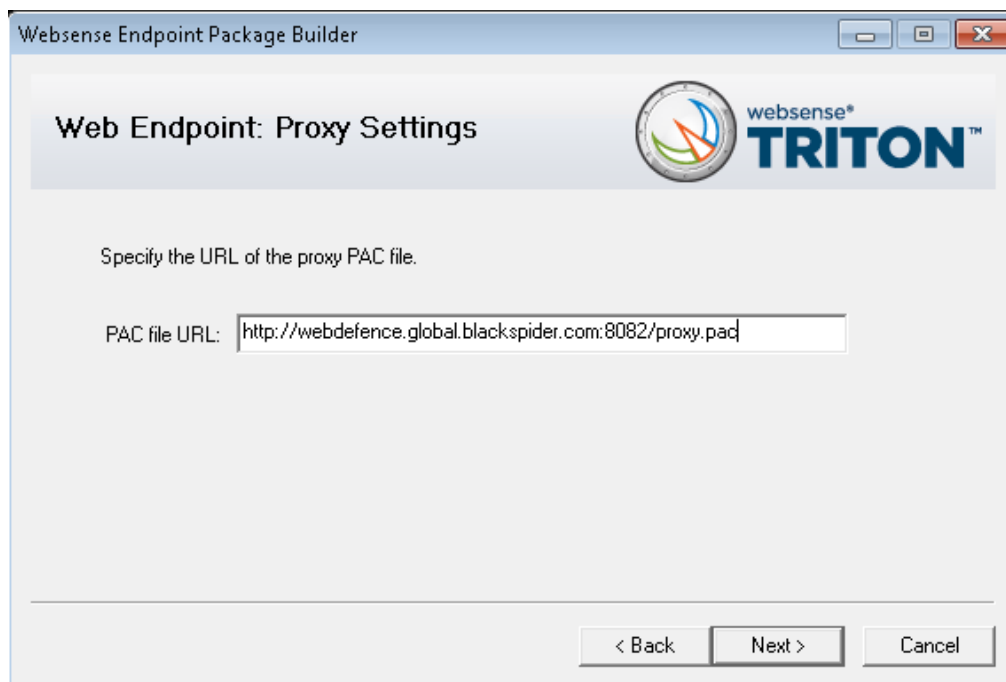 Websense Endpoint Package Builder
Web Endpoint: Proxy Settings
websense®
TRITON™
Specify the URL of the proxy PAC file.
PAC file URL:
http://webdefence.global.blackspider.com:8082/proxy.pac
< Back
Next >
Cancel